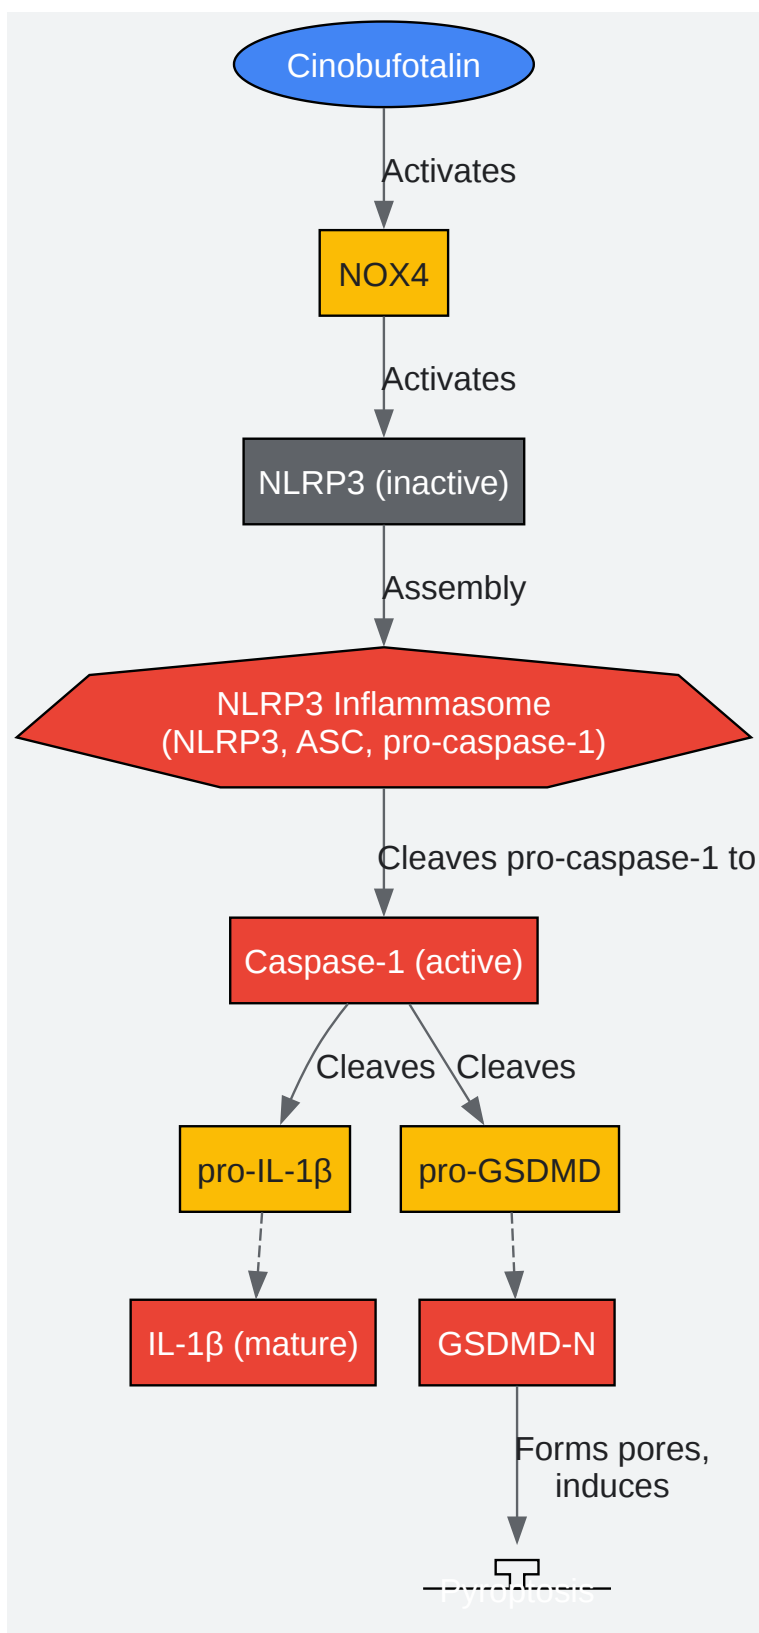 Cinobufotalin
Activates
NOX4
Activates
NLRP3 (inactive)
Assembly
NLRP3 Inflammasome
(NLRP3, ASC, pro-caspase-1)
Cleaves pro-caspase-1 to
Caspase-1 (active)
Cleaves
Cleaves
pro-IL-1β
pro-GSDMD
IL-1β (mature)
GSDMD-N
Forms pores,
induces
Pyroptosis